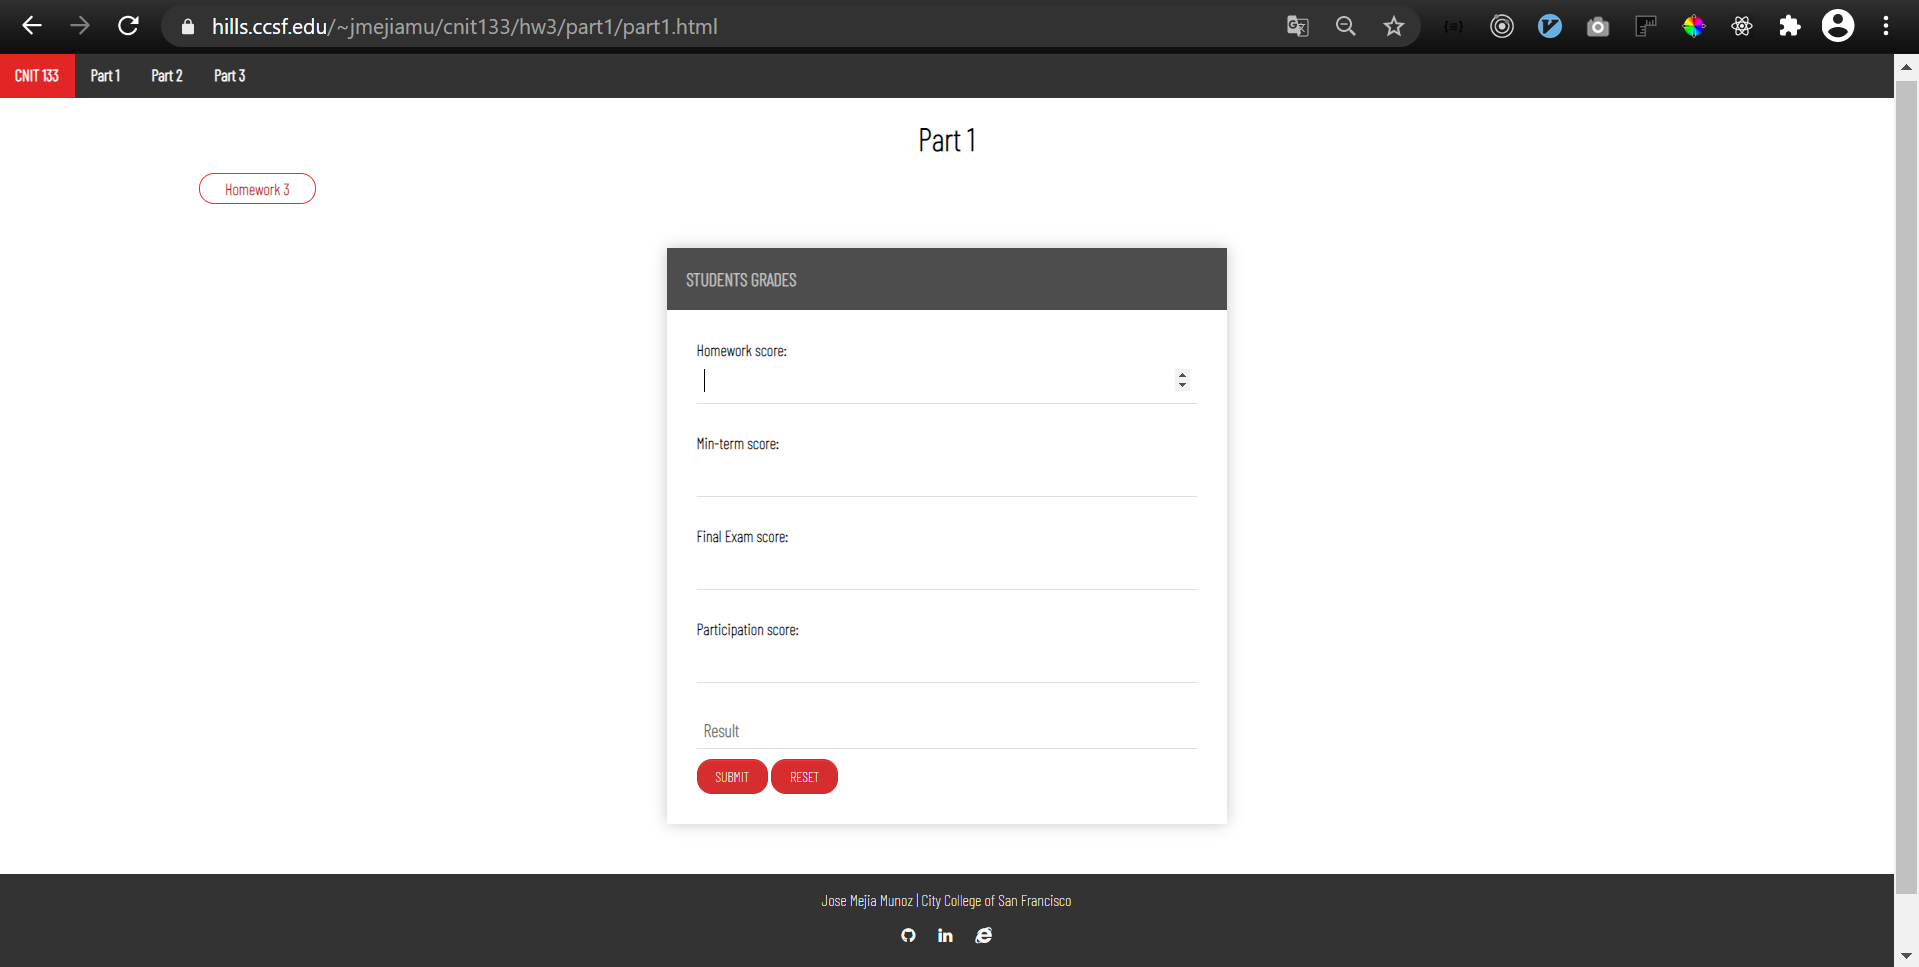 hills.ccsf.edu/~jmejiamu/cnit133/hw3/part1/part1.html
CNIT 133 Part 1 Part 2 Part 3
Part 1
Homework 3
STUDENTS GRADES
Homework score:
Min-term score:
Final Exam score:
Participation score:
Result
SUBMIT RESET
Jose Mejia Munoz | City College of San Francisco